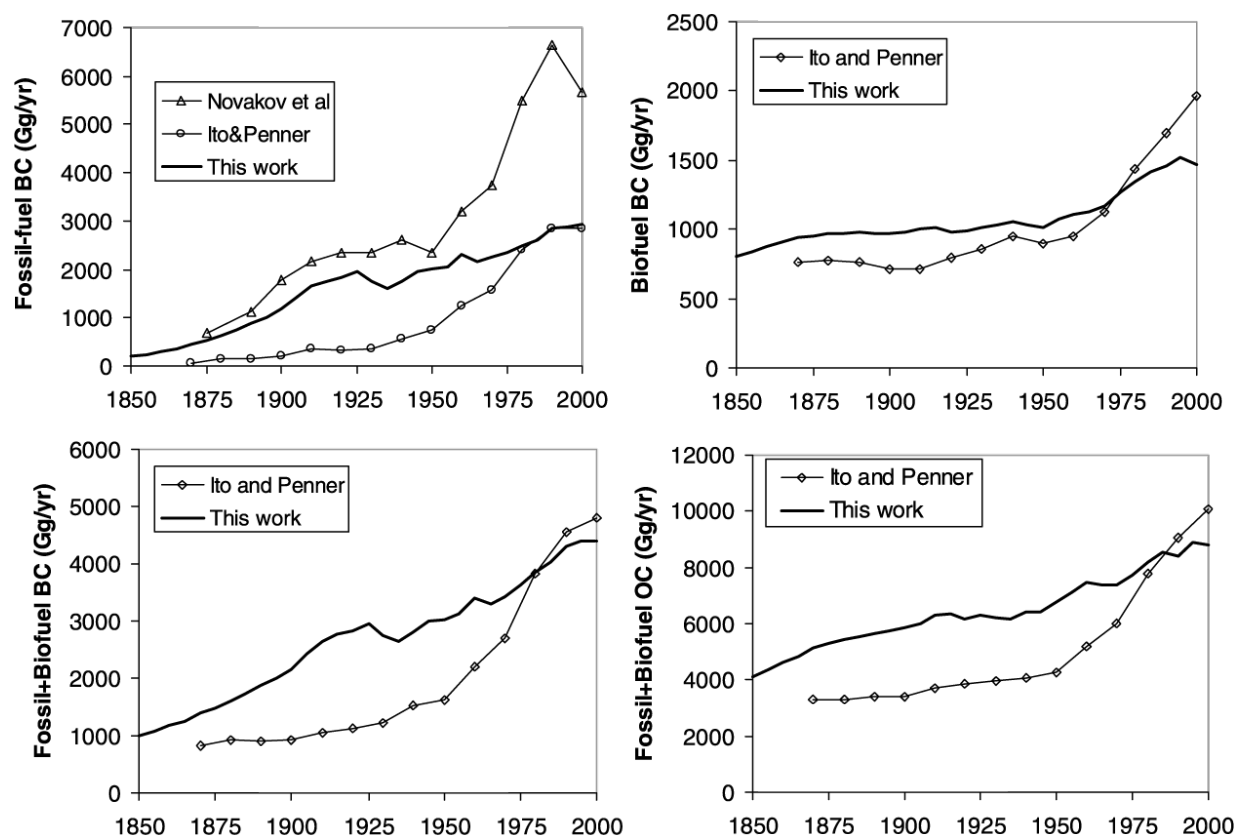 Fossil-fuel BC (Gg/yr)
7000
6000
5000
4000
3000
2000
1000
0
Novakov et al
Ito&Penner
This work
1850 1875 1900 1925 1950 1975 2000
Biofuel BC (Gg/yr)
2500
2000
1500
1000
500
0
Ito and Penner
This work
1850 1875 1900 1925 1950 1975 2000
Fossil+Biofuel BC (Gg/yr)
6000
5000
4000
3000
2000
1000
0
Ito and Penner
This work
1850 1875 1900 1925 1950 1975 2000
Fossil+Biofuel OC (Gg/yr)
12000
10000
8000
6000
4000
2000
0
Ito and Penner
This work
1850 1875 1900 1925 1950 1975 2000